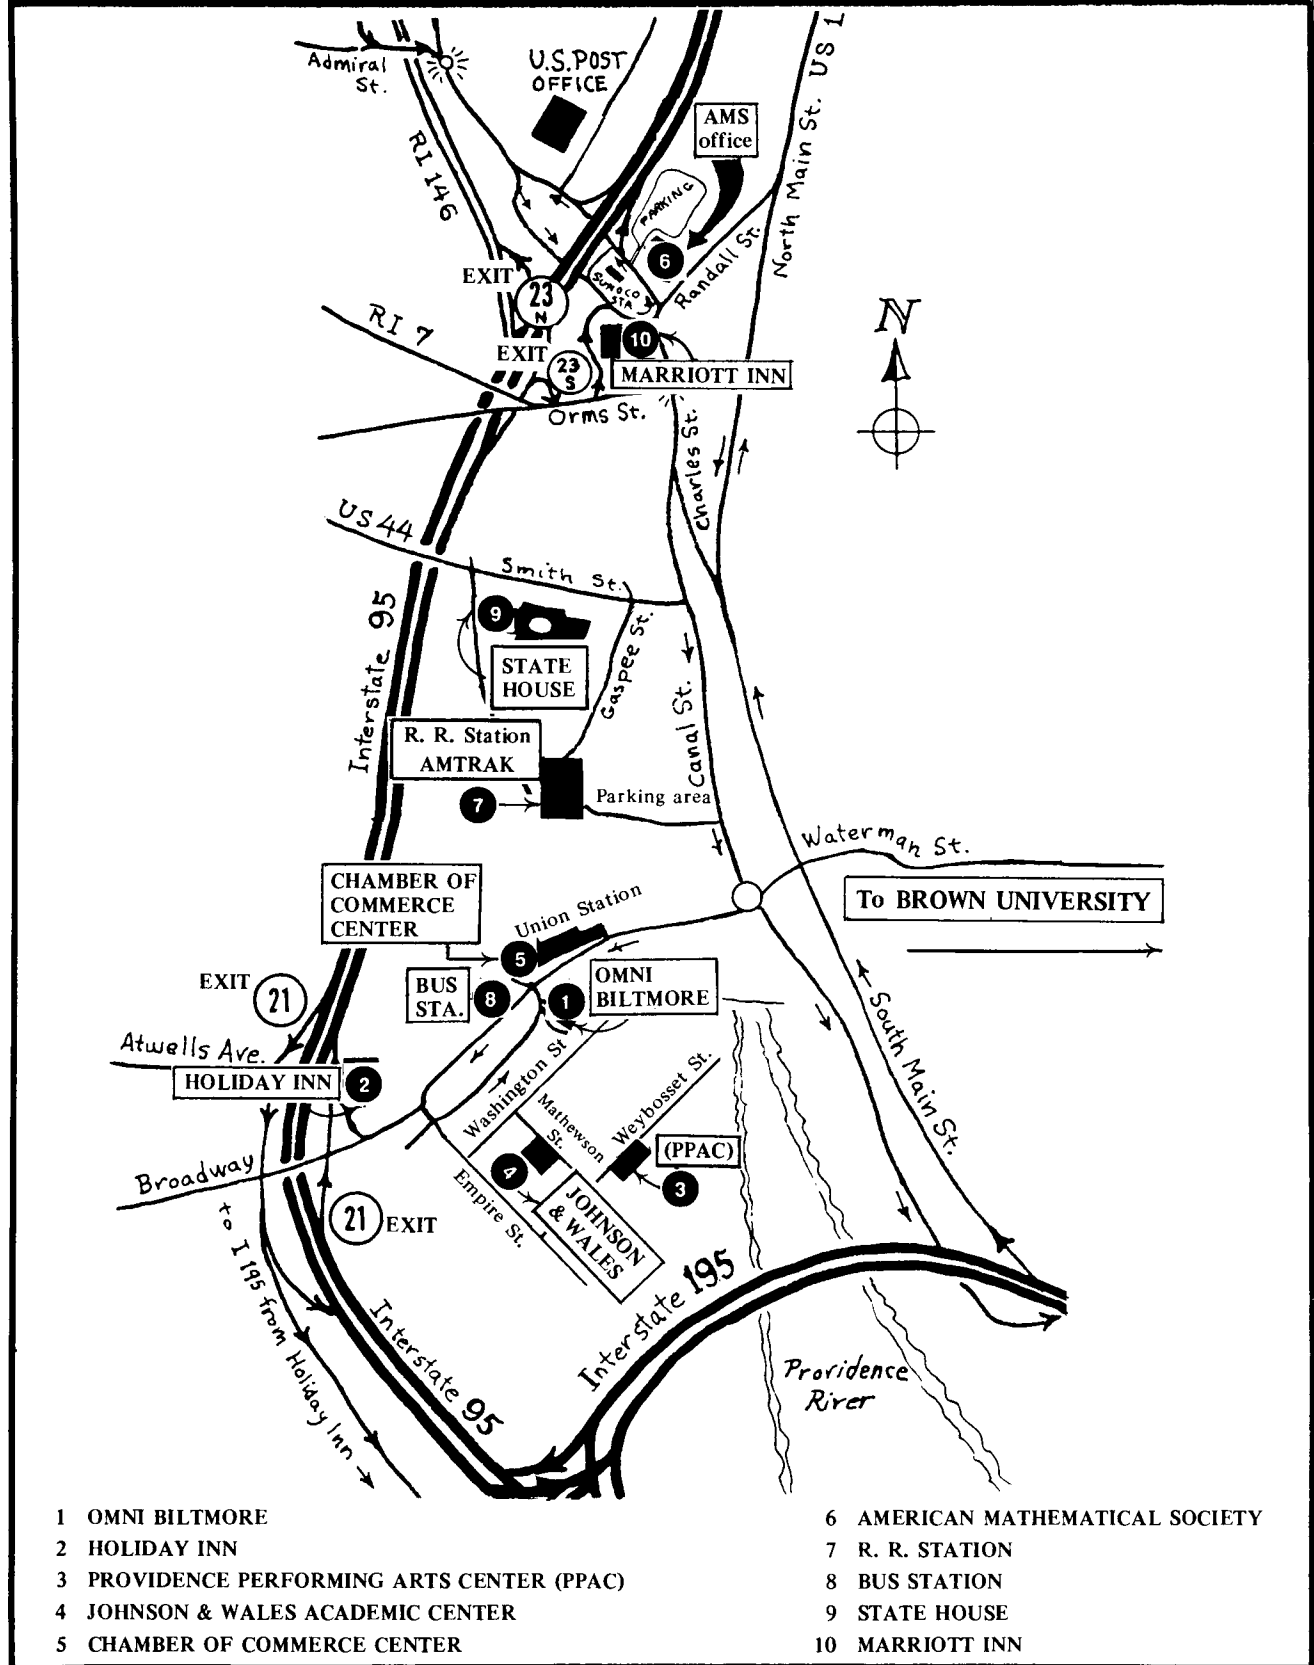 Admiral
St.
U.S. POST
OFFICE
North Main St. US 1
AMS
office
RI 146
PARKING
6
Randall St.
EXIT
23
N
SUNOCO
STA.
RI 7
N
EXIT
23
S
10
MARRIOTT INN
Orms St.
Charles St.
US 44
Smith St.
Interstate 95
9
STATE
HOUSE
Gaspee St.
Canal St.
R. R. Station
AMTRAK
7
Parking area
Waterman St.
CHAMBER OF
COMMERCE
CENTER
To BROWN UNIVERSITY
Union Station
5
EXIT
21
BUS
STA.
8
1
OMNI
BILTMORE
South Main St.
Atwells Ave.
HOLIDAY INN
2
Washington St
Mathewson
St.
Weybosset St.
(PPAC)
3
4
Broadway
Empire St.
JOHNSON
& WALES
21
EXIT
to I 195 from Holiday Inn
Interstate 95
Interstate 195
Providence
River
1 OMNI BILTMORE
2 HOLIDAY INN
3 PROVIDENCE PERFORMING ARTS CENTER (PPAC)
4 JOHNSON & WALES ACADEMIC CENTER
5 CHAMBER OF COMMERCE CENTER
6 AMERICAN MATHEMATICAL SOCIETY
7 R. R. STATION
8 BUS STATION
9 STATE HOUSE
10 MARRIOTT INN